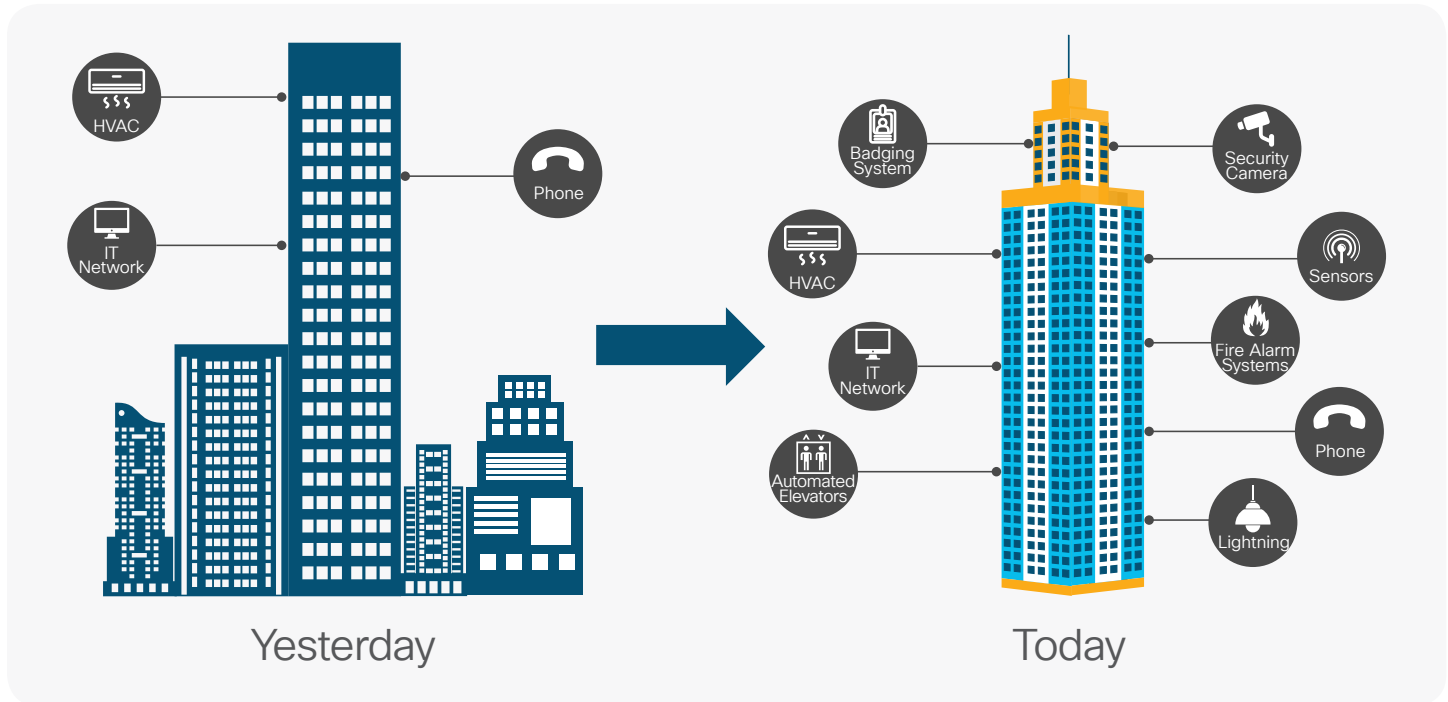 HVAC
IT
Network
Phone
Yesterday
Badging
System
HVAC
IT
Network
Automated
Elevators
Security
Camera
Sensors
Fire Alarm
Systems
Phone
Lightning
Today